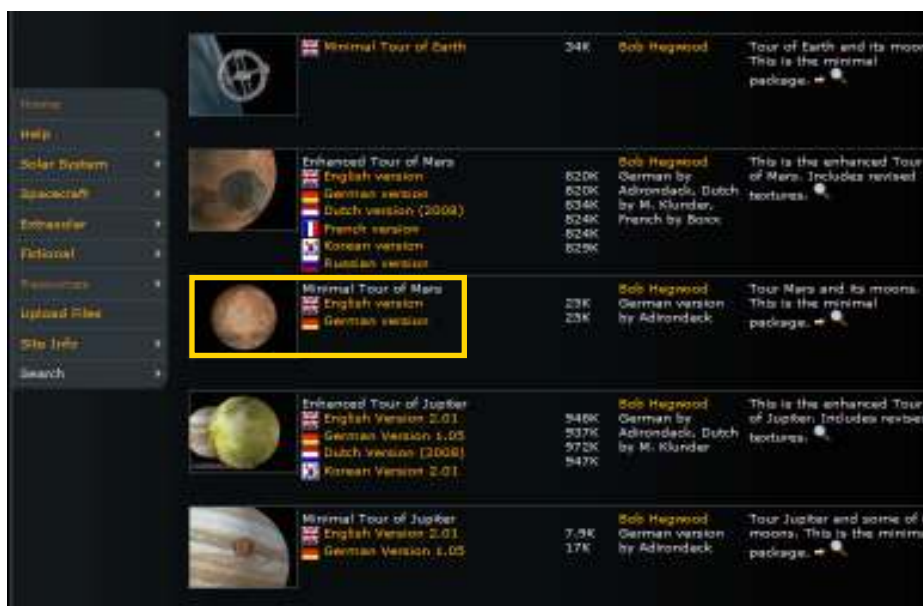 Minimal Tour of Earth 34K Bob Hegwood Tour of Earth and its moon
This is the minimal
package.
Home
Help
Solar System
Spacecraft
Extrasolar
Fictional
Resources
Upload Files
Site Info
Search
Enhanced Tour of Mars Bob Hegwood This is the enhanced Tour
English version 820K German by of Mars. Includes revised
German version 820K Adirondack, Dutch textures.
Dutch version (2008) 834K by M. Klunder,
French version 824K French by Boxx
Korean version 824K
Russian version 829K
Minimal Tour of Mars Bob Hegwood Tour Mars and its moons
English version 23K German version This is the minimal
German version 23K by Adirondack package.
Enhanced Tour of Jupiter Bob Hegwood This is the enhanced Tour
English Version 2.01 946K German by of Jupiter. Includes revise
German Version 1.05 937K Adirondack, Dutch textures.
Dutch Version (2008) 972K by M. Klunder
Korean Version 2.01 947K
Minimal Tour of Jupiter Bob Hegwood Tour Jupiter and some of
English Version 2.01 7.9K German version moons. This is the minim
German Version 1.05 17K by Adirondack package.